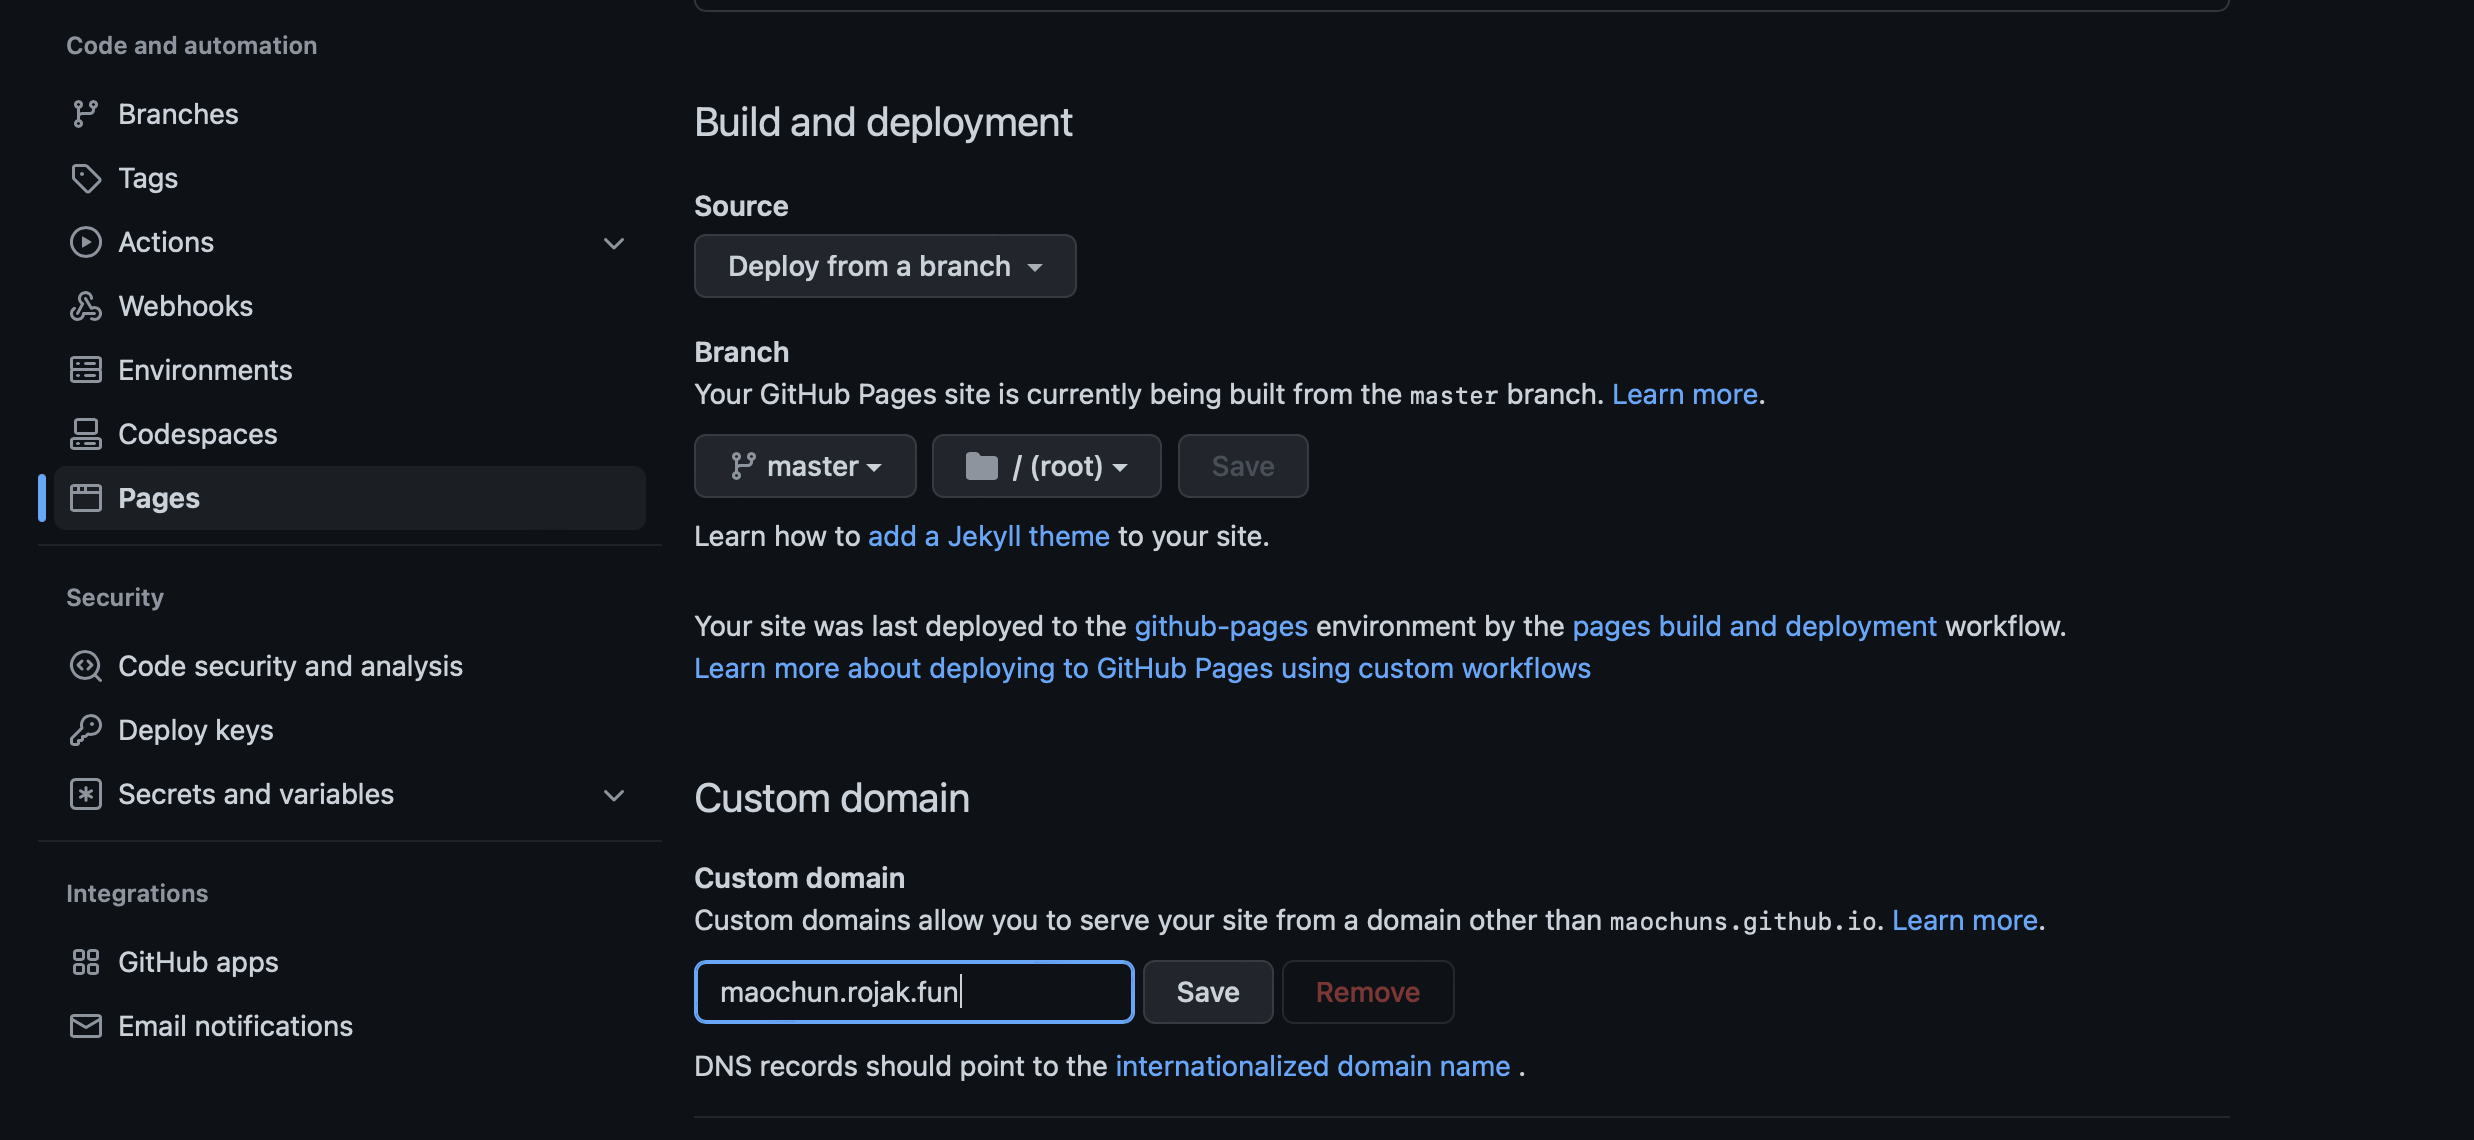 Code and automation
Branches
Tags
Actions
Webhooks
Environments
Codespaces
Pages
Security
Code security and analysis
Deploy keys
Secrets and variables
Integrations
GitHub apps
Email notifications
Build and deployment
Source
Deploy from a branch
Branch
Your GitHub Pages site is currently being built from the master branch. Learn more.
master / (root) Save
Learn how to add a Jekyll theme to your site.
Your site was last deployed to the github-pages environment by the pages build and deployment workflow.
Learn more about deploying to GitHub Pages using custom workflows
Custom domain
Custom domain
Custom domains allow you to serve your site from a domain other than maochuns.github.io. Learn more.
maochun.rojak.fun Save Remove
DNS records should point to the internationalized domain name .